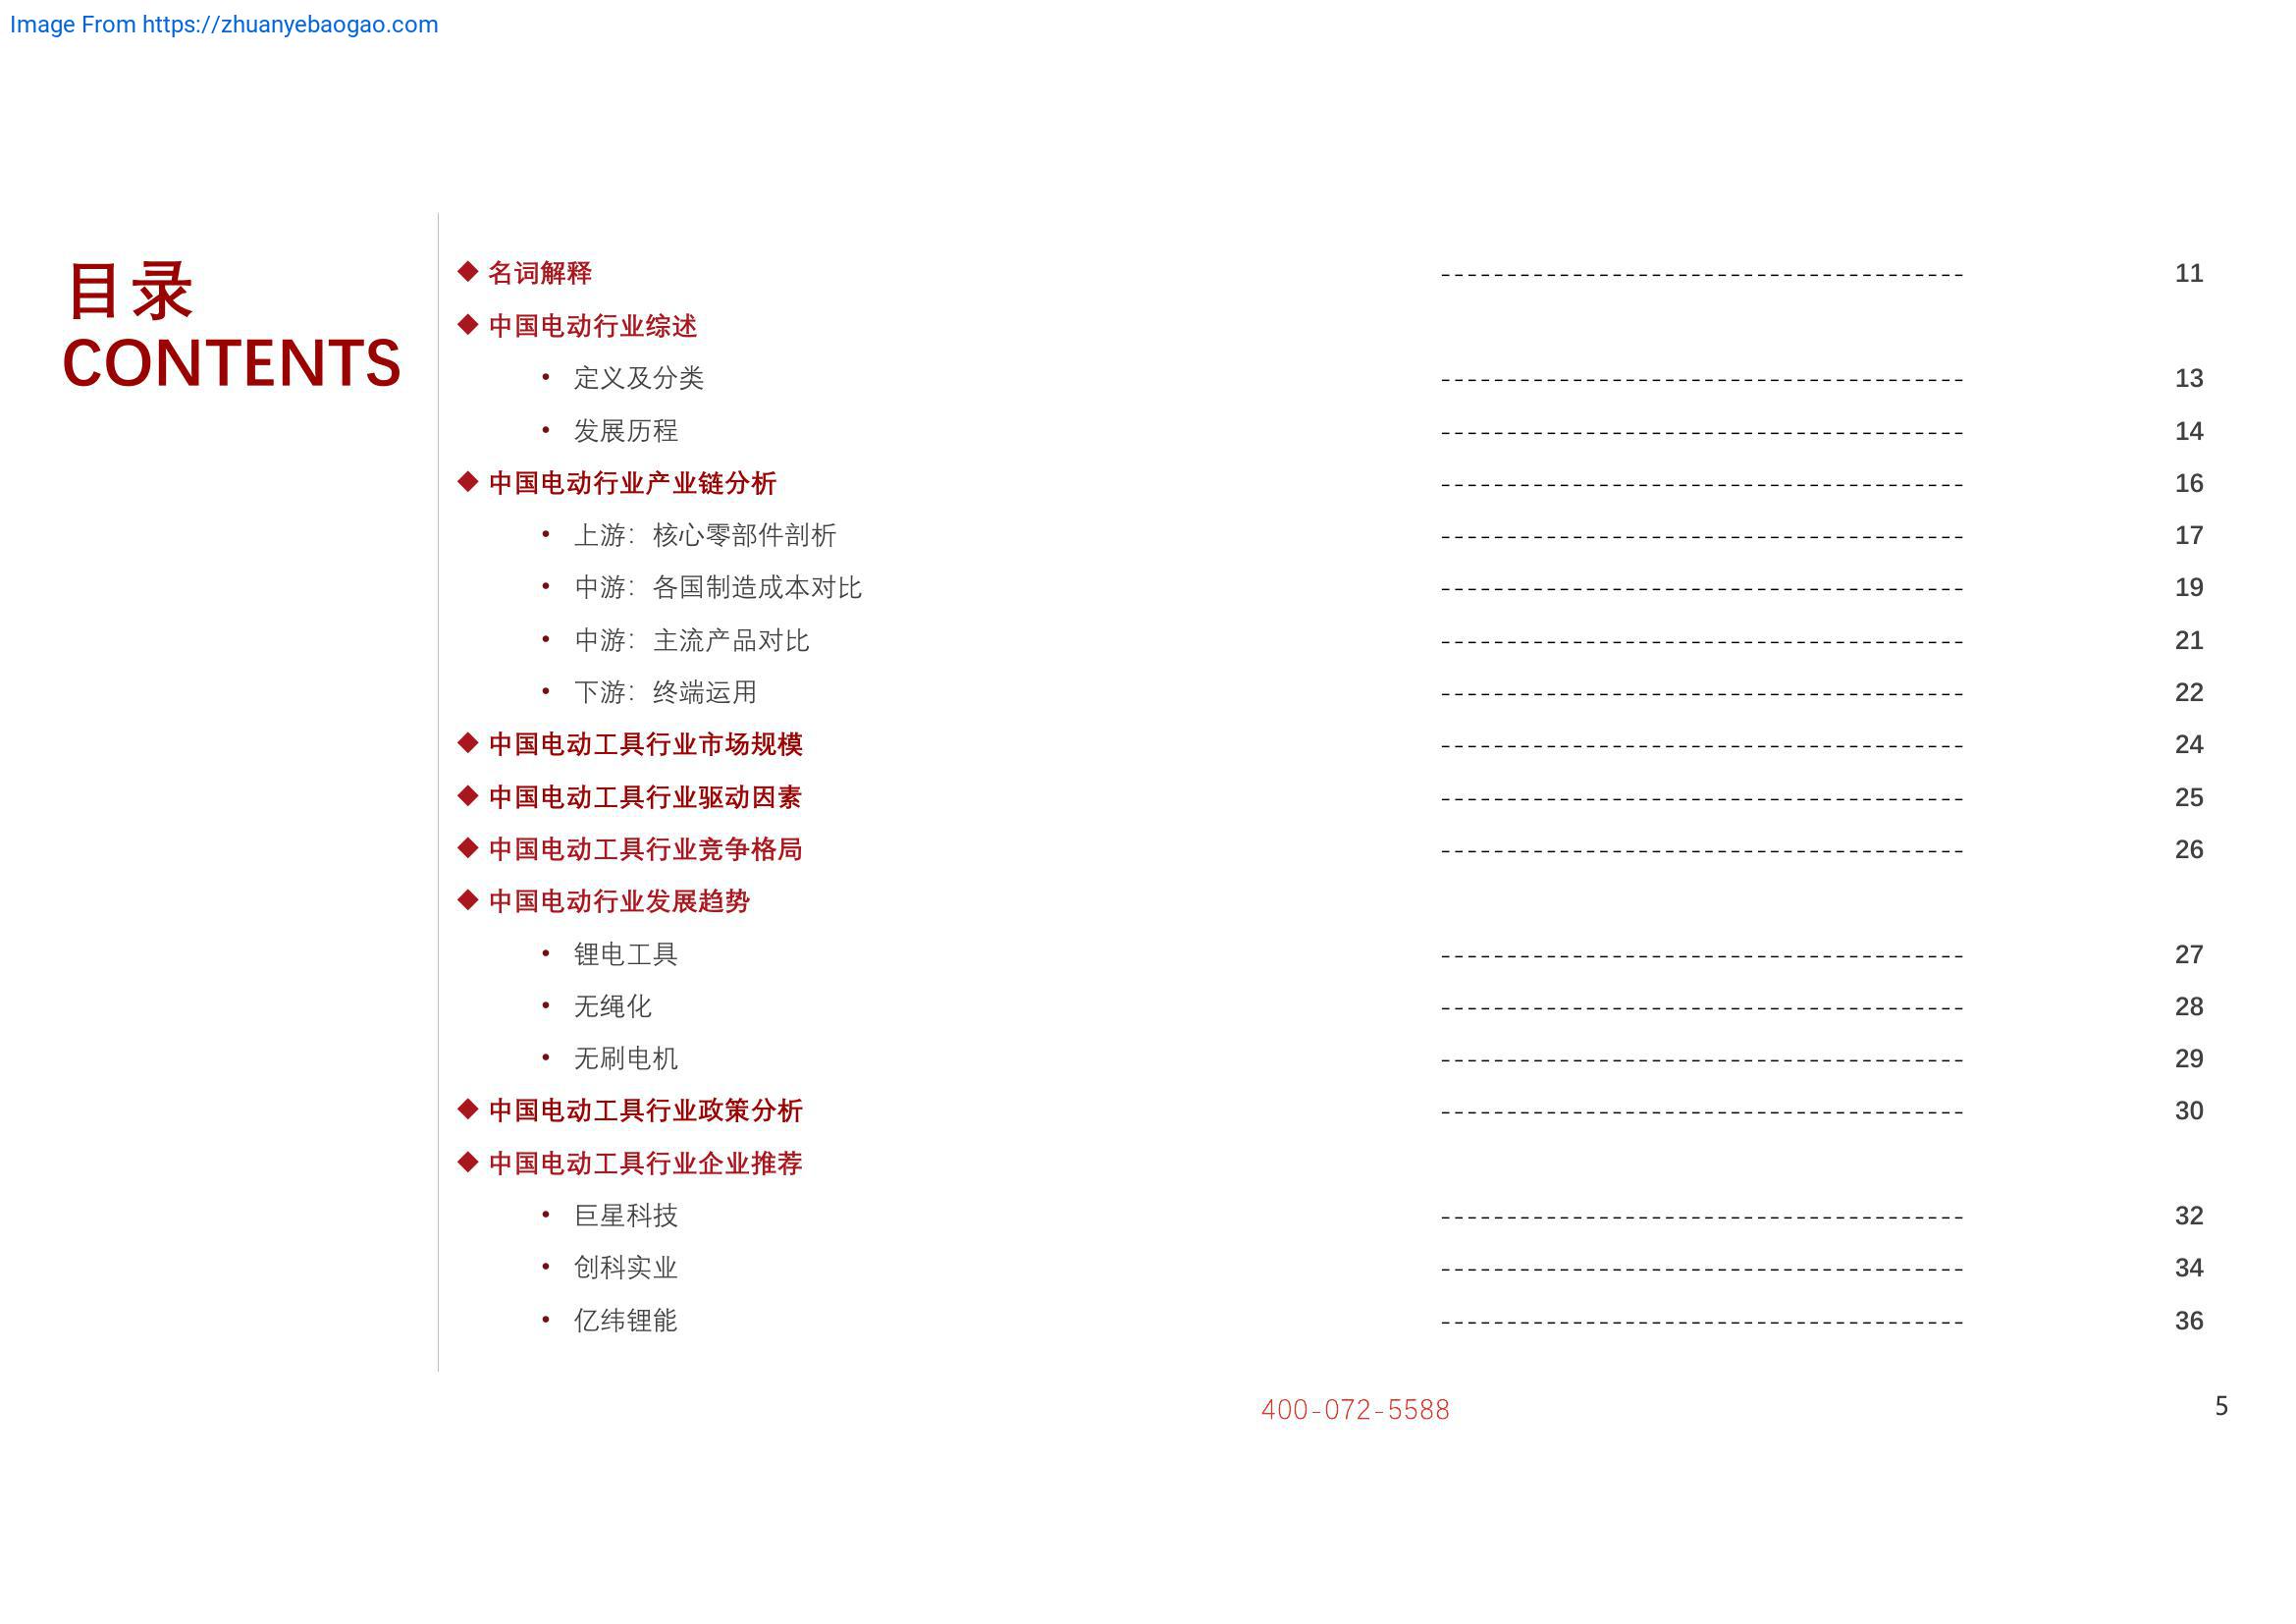 Image From https://zhuanyebaogao.com
目录
CONTENTS
◆ 名词解释 ---------------------------------------- 11
◆ 中国电动行业综述
• 定义及分类 ---------------------------------------- 13
• 发展历程 ---------------------------------------- 14
◆ 中国电动行业产业链分析 ---------------------------------------- 16
• 上游：核心零部件剖析 ---------------------------------------- 17
• 中游：各国制造成本对比 ---------------------------------------- 19
• 中游：主流产品对比 ---------------------------------------- 21
• 下游：终端运用 ---------------------------------------- 22
◆ 中国电动工具行业市场规模 ---------------------------------------- 24
◆ 中国电动工具行业驱动因素 ---------------------------------------- 25
◆ 中国电动工具行业竞争格局 ---------------------------------------- 26
◆ 中国电动行业发展趋势
• 锂电工具 ---------------------------------------- 27
• 无绳化 ---------------------------------------- 28
• 无刷电机 ---------------------------------------- 29
◆ 中国电动工具行业政策分析 ---------------------------------------- 30
◆ 中国电动工具行业企业推荐
• 巨星科技 ---------------------------------------- 32
• 创科实业 ---------------------------------------- 34
• 亿纬锂能 ---------------------------------------- 36
400-072-5588
5